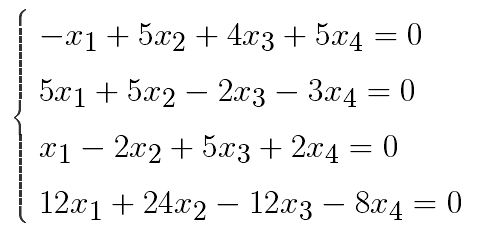 −x₁ + 5x₂ + 4x₃ + 5x₄ = 0
5x₁ + 5x₂ − 2x₃ − 3x₄ = 0
x₁ − 2x₂ + 5x₃ + 2x₄ = 0
12x₁ + 24x₂ − 12x₃ − 8x₄ = 0